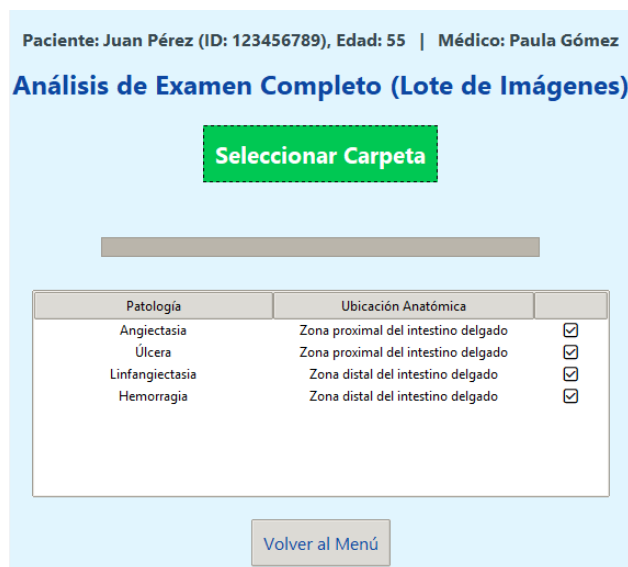 Paciente: Juan Pérez (ID: 123456789), Edad: 55 | Médico: Paula Gómez
Análisis de Examen Completo (Lote de Imágenes)
Seleccionar Carpeta
Patología Ubicación Anatómica
Angiectasia Zona proximal del intestino delgado
Úlcera Zona proximal del intestino delgado
Linfangiectasia Zona distal del intestino delgado
Hemorragia Zona distal del intestino delgado
Volver al Menú